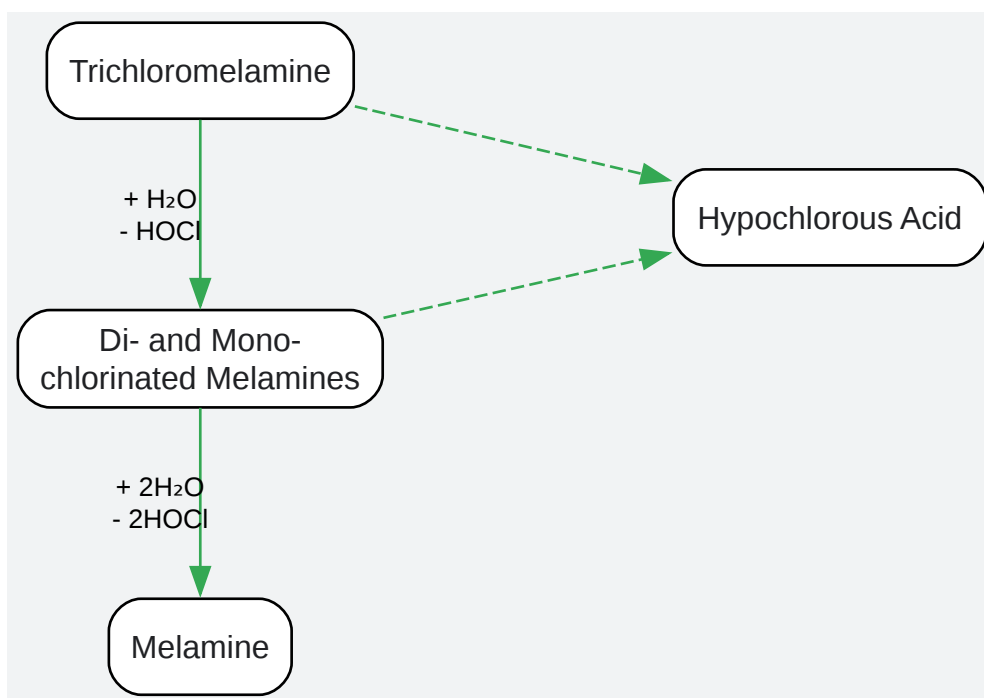 Trichloromelamine
+ H₂O
- HOCl
Hypochlorous Acid
Di- and Mono-
chlorinated Melamines
+ 2H₂O
- 2HOCl
Melamine